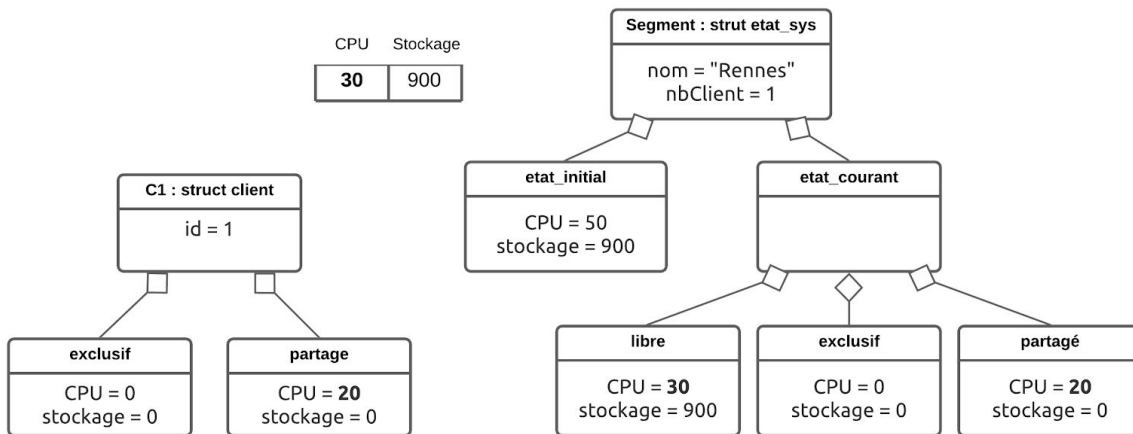 CPU Stockage
30 900
Segment : strut etat_sys
nom = "Rennes"
nbClient = 1
etat_initial
CPU = 50
stockage = 900
etat_courant
C1 : struct client
id = 1
exclusif
CPU = 0
stockage = 0
partage
CPU = 20
stockage = 0
libre
CPU = 30
stockage = 900
exclusif
CPU = 0
stockage = 0
partagé
CPU = 20
stockage = 0